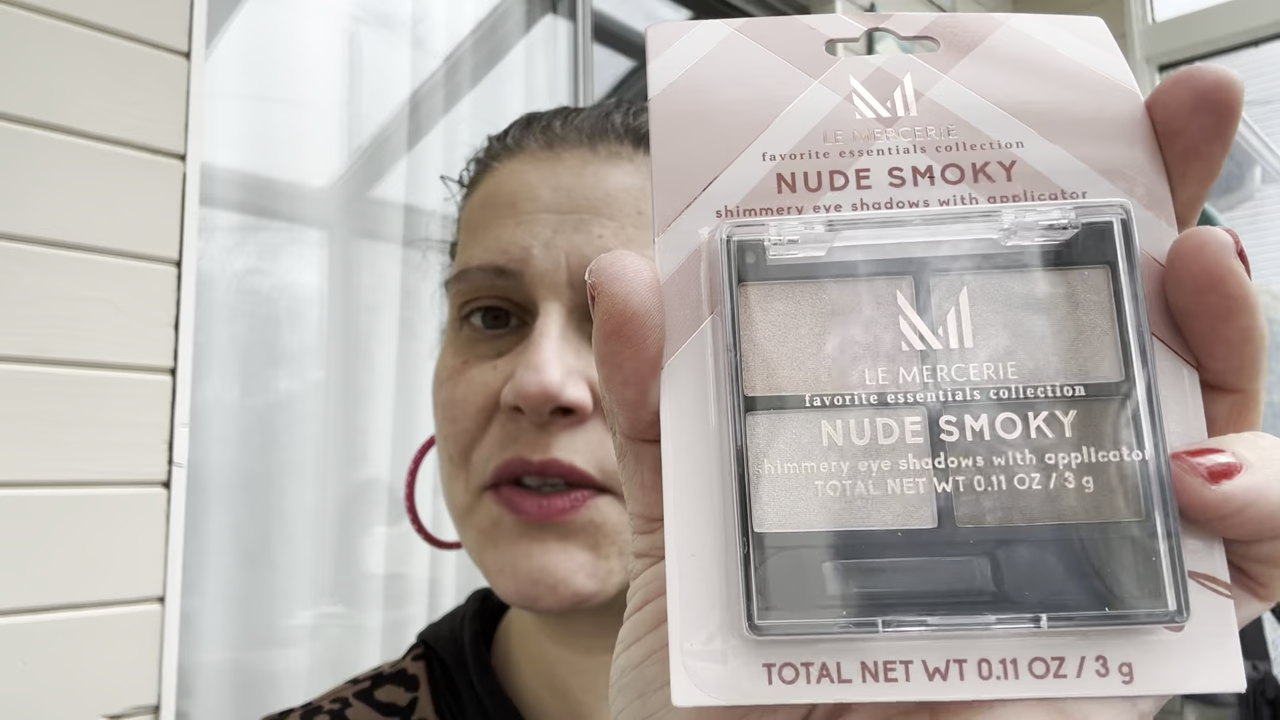 LE MERCERIE
favorite essentials collection
NUDE SMOKY
shimmery eye shadows with applicator
LE MERCERIE
favorite essentials collection
NUDE SMOKY
shimmery eye shadows with applicator
TOTAL NET WT 0.11 OZ / 3 g
TOTAL NET WT 0.11 OZ / 3 g